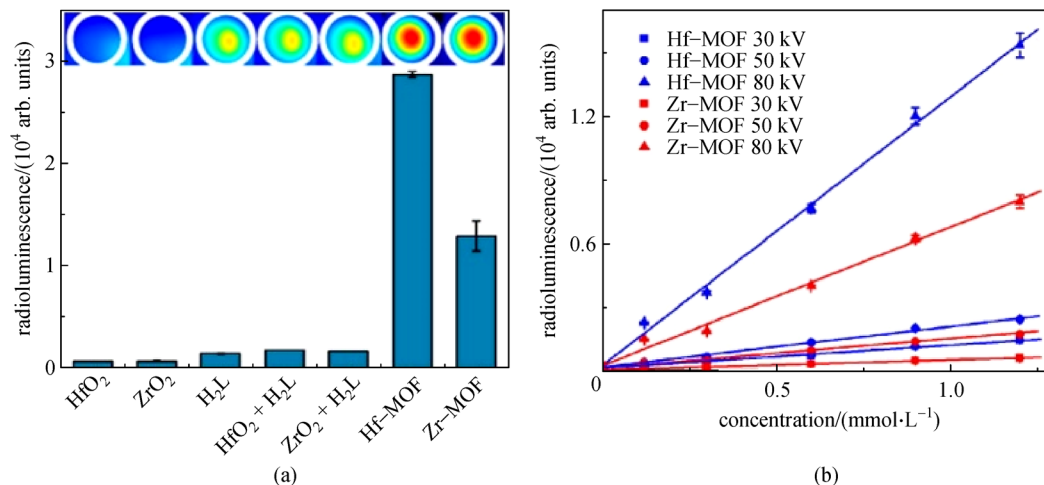 (a)
radioluminescence/(10⁴ arb. units)
3
2
1
0
HfO₂
ZrO₂
H₂L
HfO₂ + H₂L
ZrO₂ + H₂L
Hf−MOF
Zr−MOF
(a)
(b)
radioluminescence/(10⁴ arb. units)
Hf−MOF 30 kV
Hf−MOF 50 kV
Hf−MOF 80 kV
Zr−MOF 30 kV
Zr−MOF 50 kV
Zr−MOF 80 kV
1.2
0.6
0
0.5
1.0
concentration/(mmol·L⁻¹)
(b)